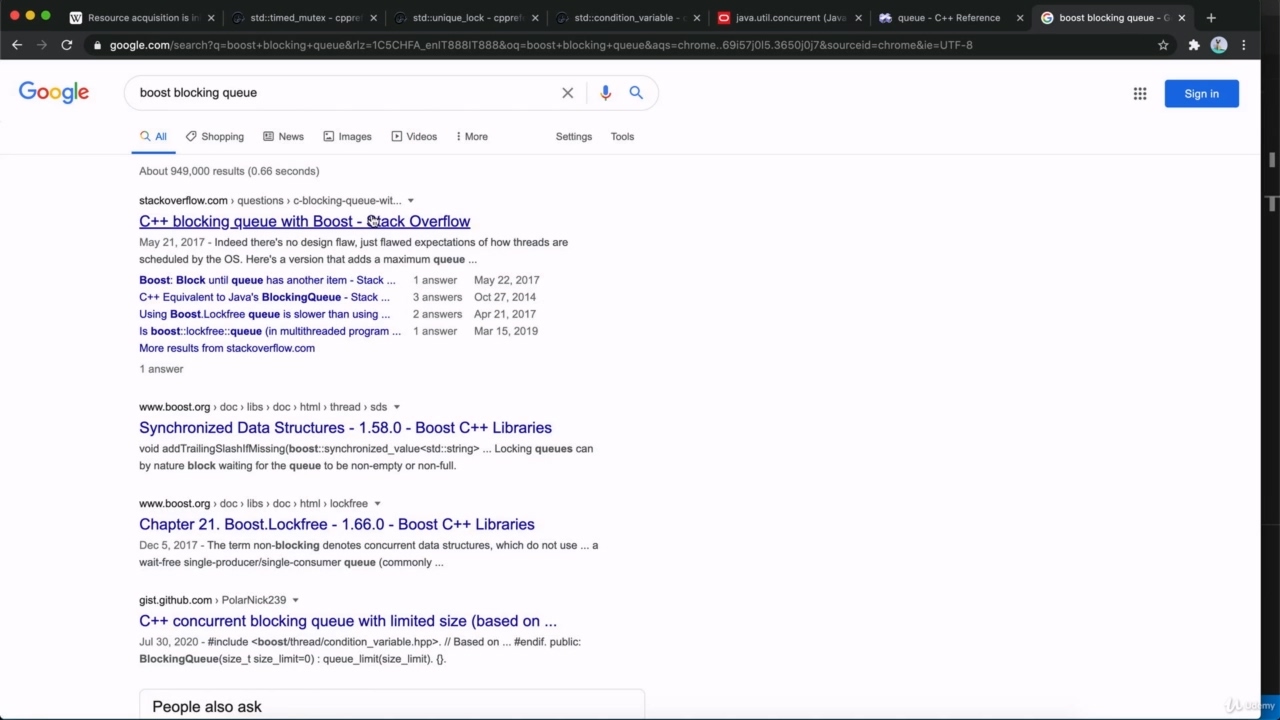 Resource acquisition is in
std::timed_mutex - cppref
std::unique_lock - cppref
std::condition_variable - c
java.util.concurrent (Java
queue - C++ Reference
boost blocking queue - G
google.com/search?q=boost+blocking+queue&rlz=1C5CHFA_enIT888IT888&oq=boost+blocking+queue&aqs=chrome..69i57j0l5.3650j0j7&sourceid=chrome&ie=UTF-8
Google
boost blocking queue
Sign in
All Shopping News Images Videos More Settings Tools
About 949,000 results (0.66 seconds)
stackoverflow.com › questions › c-blocking-queue-wit...
C++ blocking queue with Boost - Stack Overflow
May 21, 2017 - Indeed there's no design flaw, just flawed expectations of how threads are
scheduled by the OS. Here's a version that adds a maximum queue ...
Boost: Block until queue has another item - Stack ... 1 answer May 22, 2017
C++ Equivalent to Java's BlockingQueue - Stack ... 3 answers Oct 27, 2014
Using Boost.Lockfree queue is slower than using ... 2 answers Apr 21, 2017
Is boost::lockfree::queue (in multithreaded program ... 1 answer Mar 15, 2019
More results from stackoverflow.com
1 answer
www.boost.org › doc › libs › doc › html › thread › sds
Synchronized Data Structures - 1.58.0 - Boost C++ Libraries
void addTrailingSlashIfMissing(boost::synchronized_value<std::string> ... Locking queues can
by nature block waiting for the queue to be non-empty or non-full.
www.boost.org › doc › libs › doc › html › lockfree
Chapter 21. Boost.Lockfree - 1.66.0 - Boost C++ Libraries
Dec 5, 2017 - The term non-blocking denotes concurrent data structures, which do not use ... a
wait-free single-producer/single-consumer queue (commonly ...
gist.github.com › PolarNick239
C++ concurrent blocking queue with limited size (based on ...
Jul 30, 2020 - #include <boost/thread/condition_variable.hpp>. // Based on ... #endif. public:
BlockingQueue(size_t size_limit=0) : queue_limit(size_limit). {}.
People also ask
Udemy